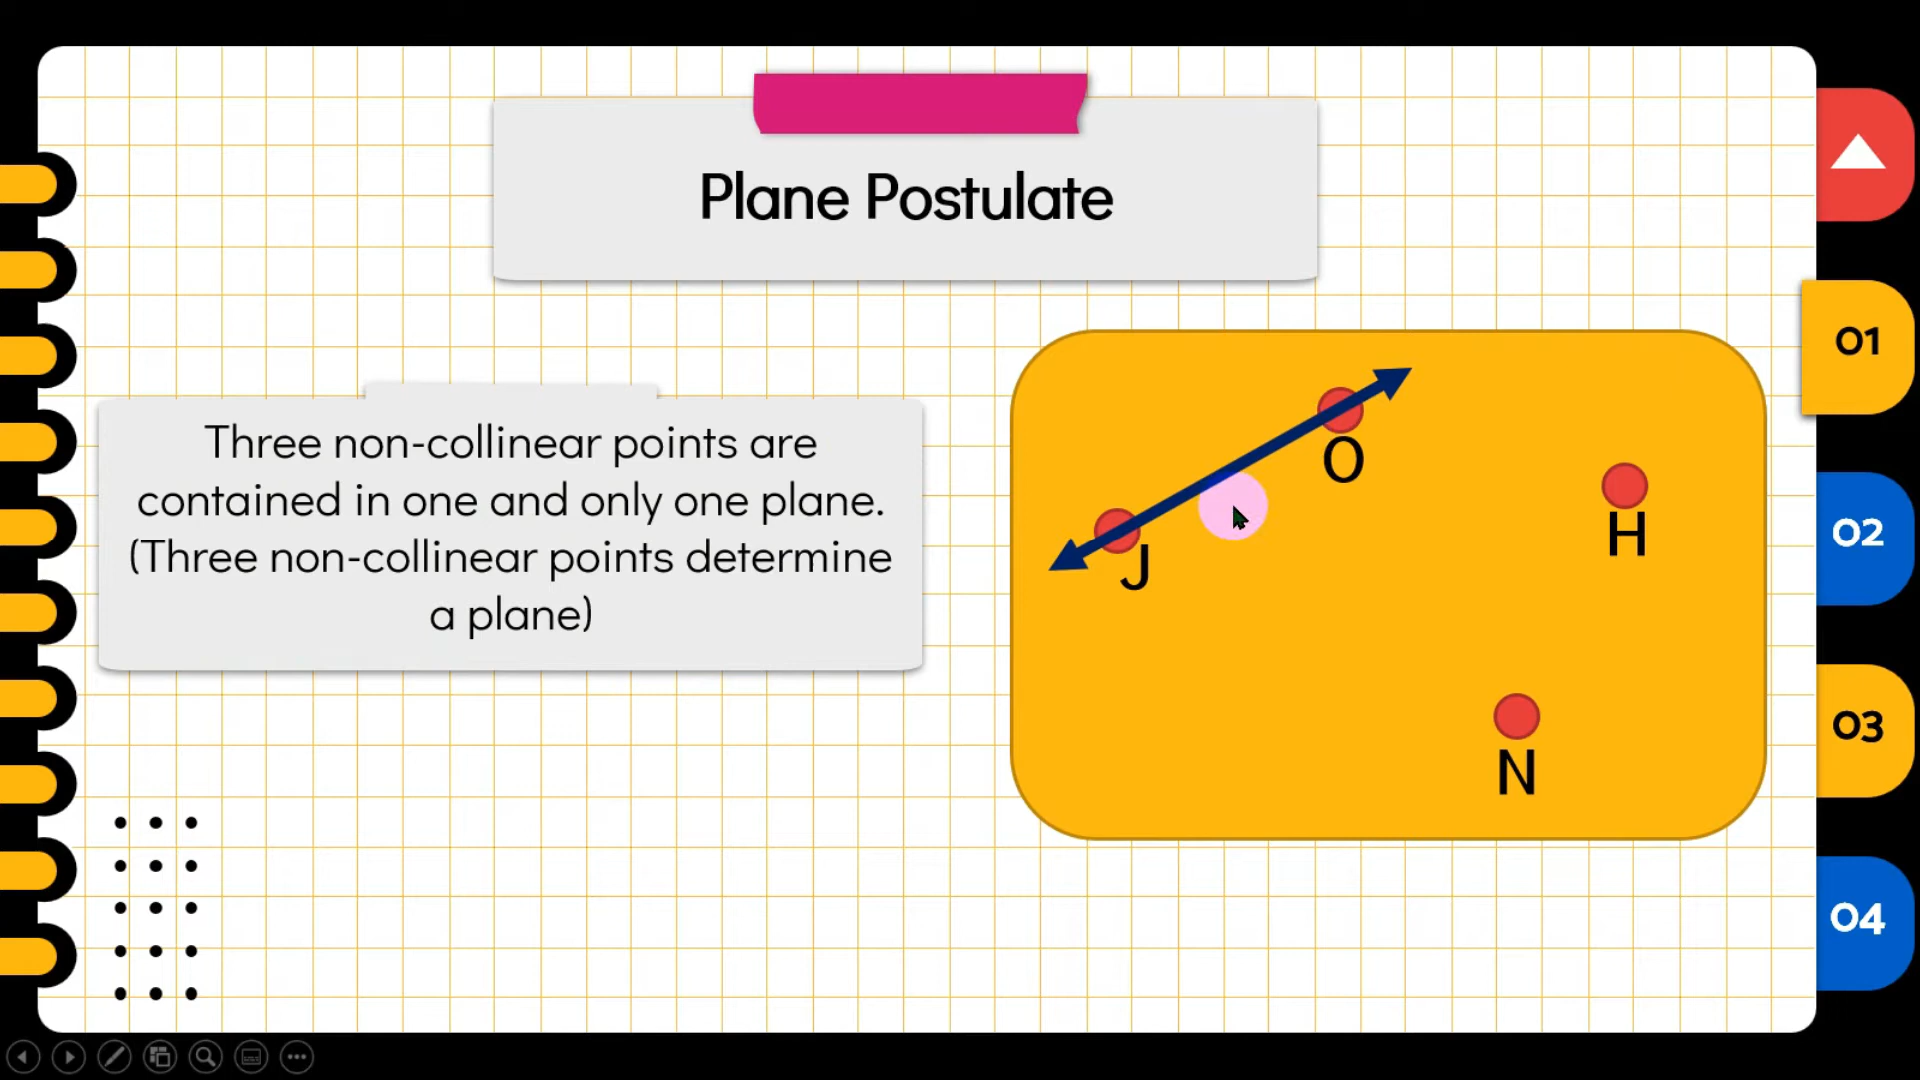 Plane Postulate
Three non-collinear points are
contained in one and only one plane.
(Three non-collinear points determine
a plane)
O
J
H
N
01
02
03
04